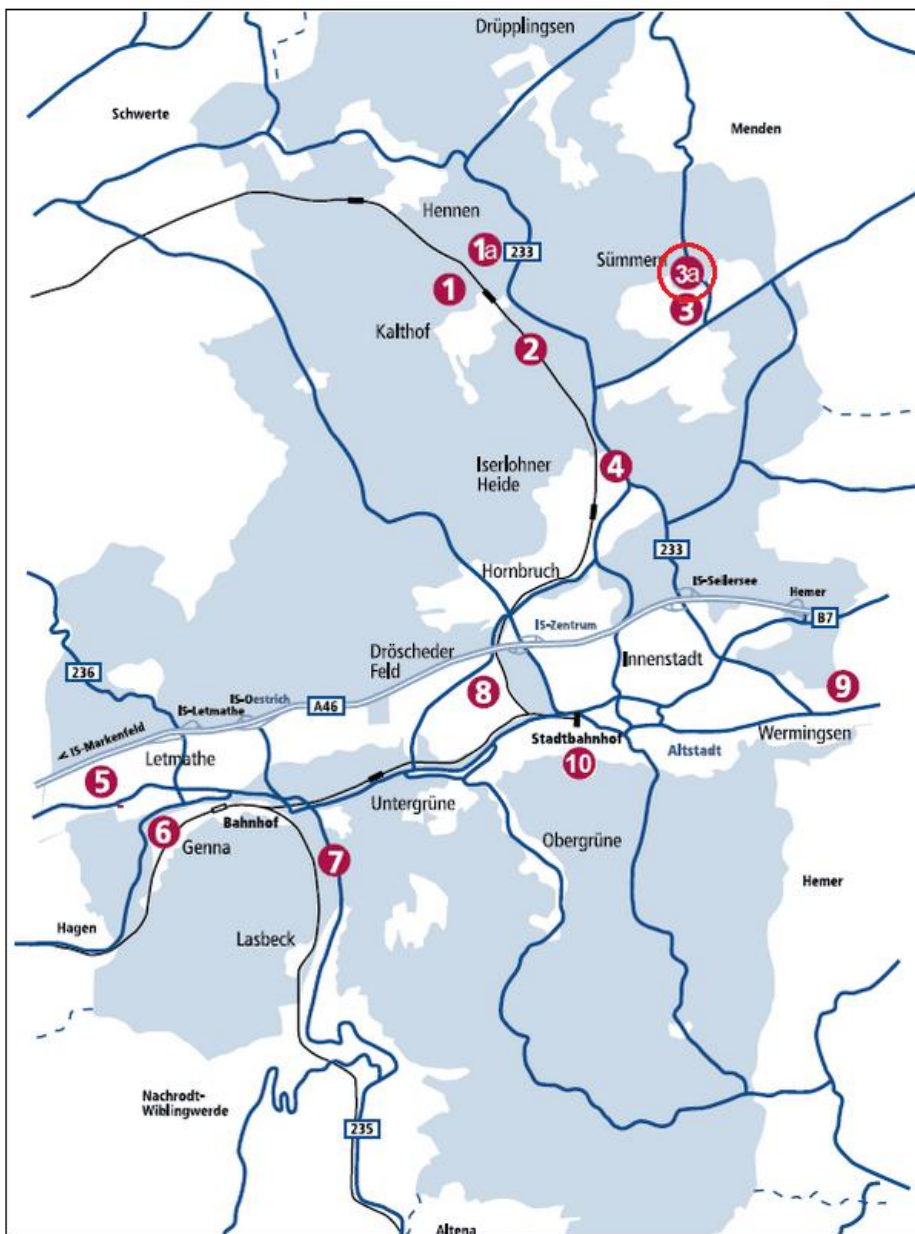 Drüpplingsen
Schwerte
Menden
Hennen
1a
233
Sümmern
3a
1
3
Kalthof
2
Iserlohner
Heide
4
233
Hornbruch
IS-Seilersee
Hemer
B7
IS-Zentrum
Dröscheder
Feld
Innenstadt
236
8
9
IS-Oestrich
IS-Letmathe
A46
< IS-Markenfeld
Letmathe
Stadtbahnhof
Altstadt
Wermingsen
5
10
Untergrüne
Bahnhof
6
Genna
7
Obergrüne
Hemer
Hagen
Lasbeck
Nachrodt-
Wiblingwerde
235
Altena